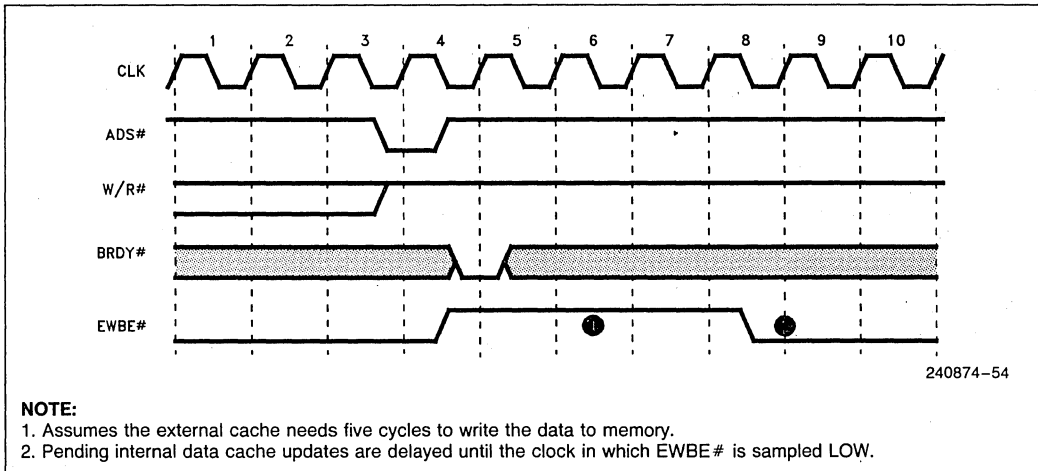 1 2 3 4 5 6 7 8 9 10
CLK
ADS#
W/R#
BRDY#
EWBE#
240874–54
NOTE:
1. Assumes the external cache needs five cycles to write the data to memory.
2. Pending internal data cache updates are delayed until the clock in which EWBE# is sampled LOW.